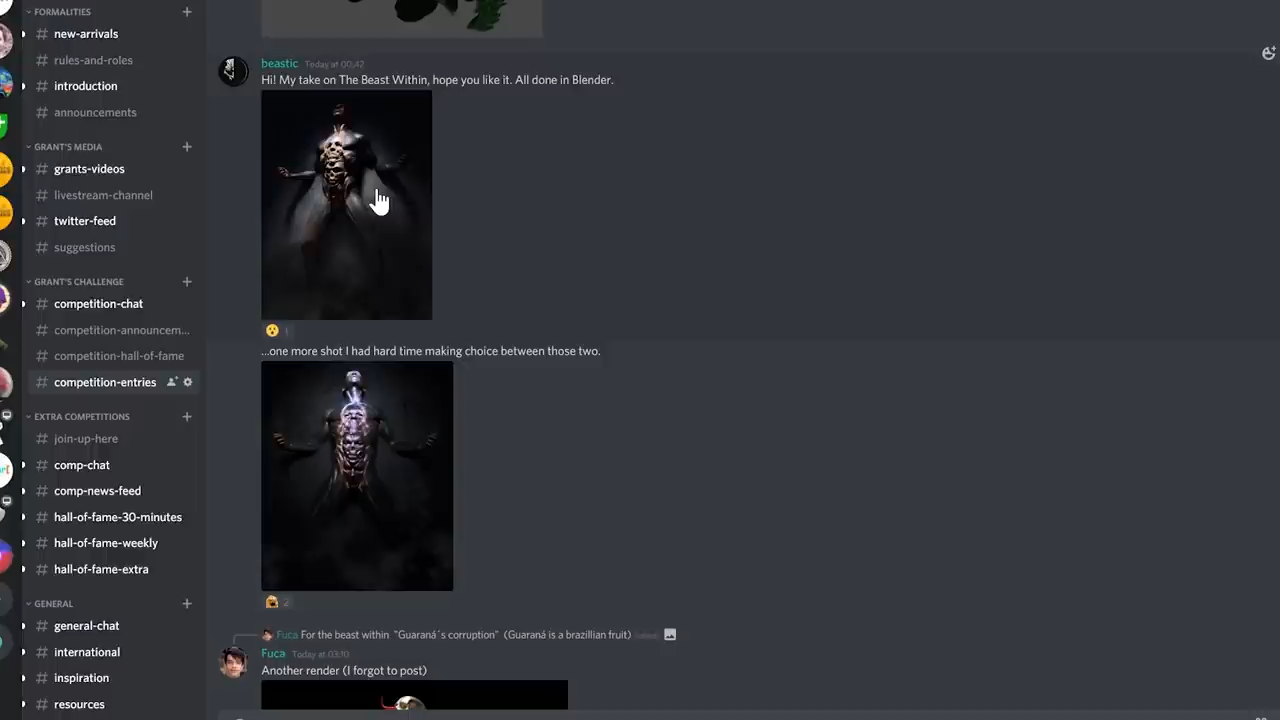 FORMALITIES
new-arrivals
rules-and-roles
introduction
announcements
GRANT'S MEDIA
grants-videos
livestream-channel
twitter-feed
suggestions
GRANT'S CHALLENGE
competition-chat
competition-announcem...
competition-hall-of-fame
competition-entries
EXTRA COMPETITIONS
join-up-here
comp-chat
comp-news-feed
hall-of-fame-30-minutes
hall-of-fame-weekly
hall-of-fame-extra
GENERAL
general-chat
international
inspiration
resources
beastic Today at 00:42
Hi! My take on The Beast Within, hope you like it. All done in Blender.
1
...one more shot I had hard time making choice between those two.
2
Fuca For the beast within "Guaraná´s corruption" (Guaraná is a brazillian fruit)
Fuca Today at 03:10
Another render (I forgot to post)